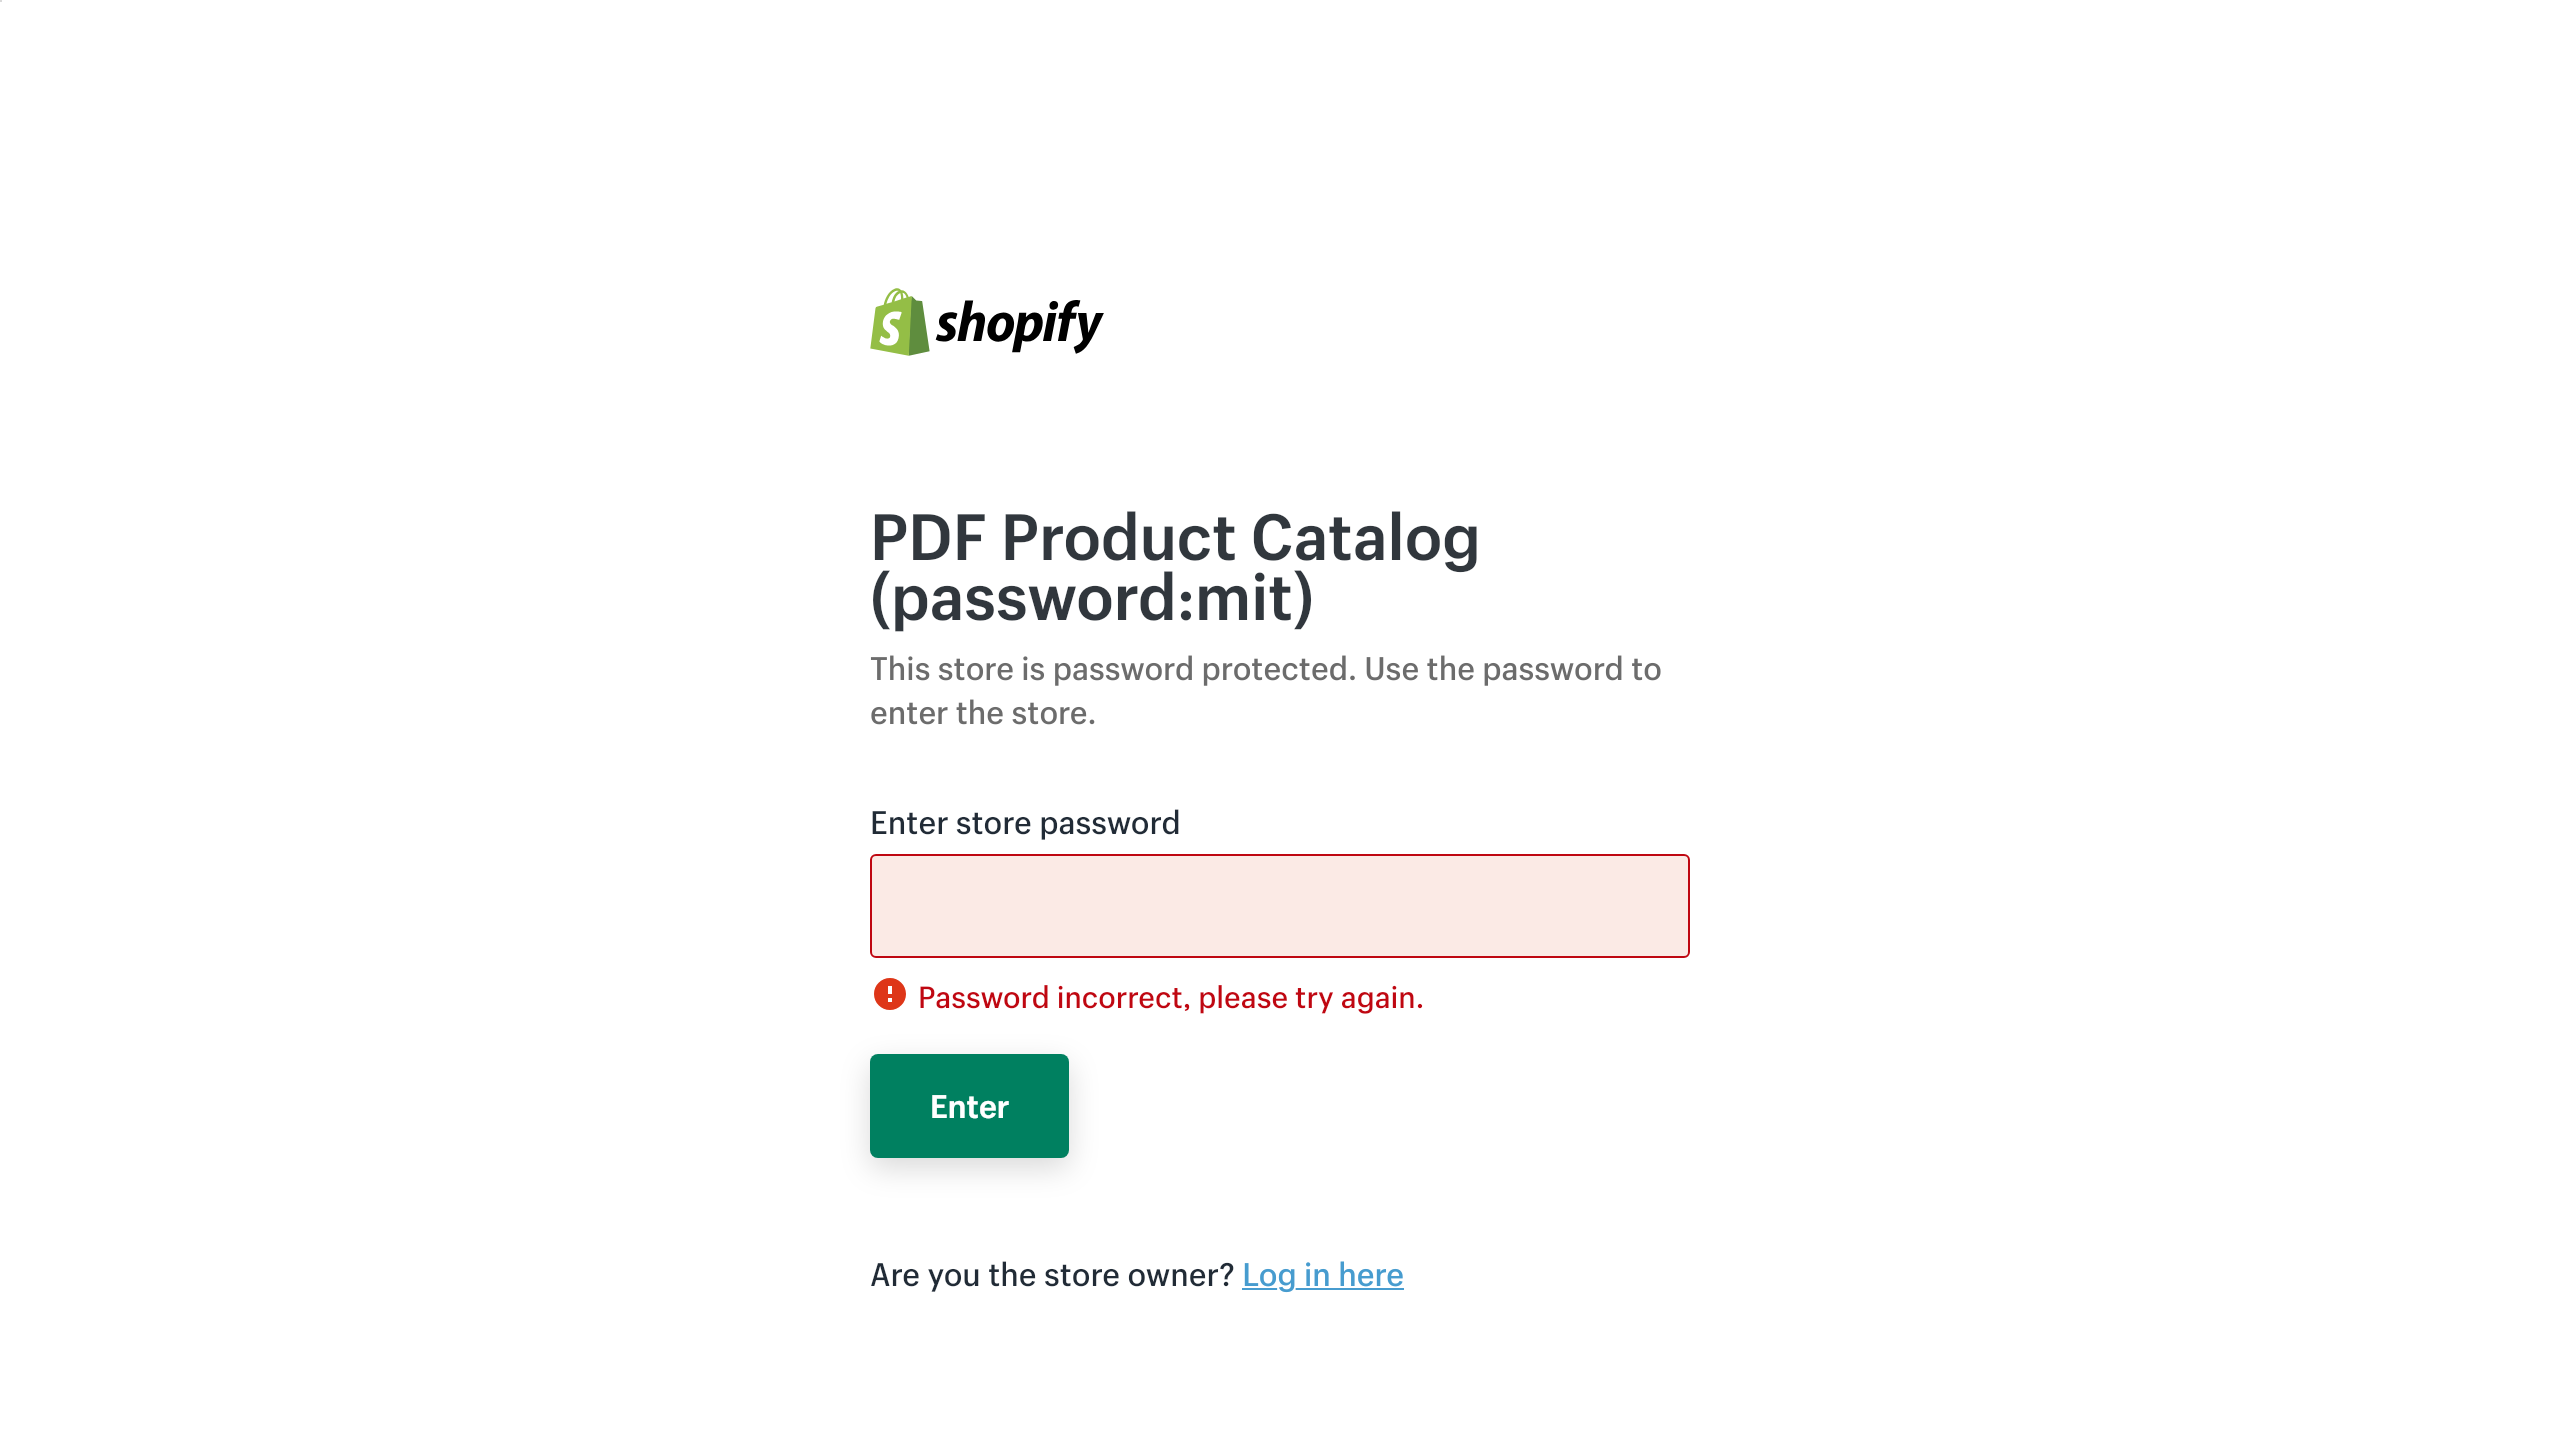 shopify
PDF Product Catalog
(password:mit)
This store is password protected. Use the password to
enter the store.
Enter store password
Password incorrect, please try again.
Enter
Are you the store owner? Log in here